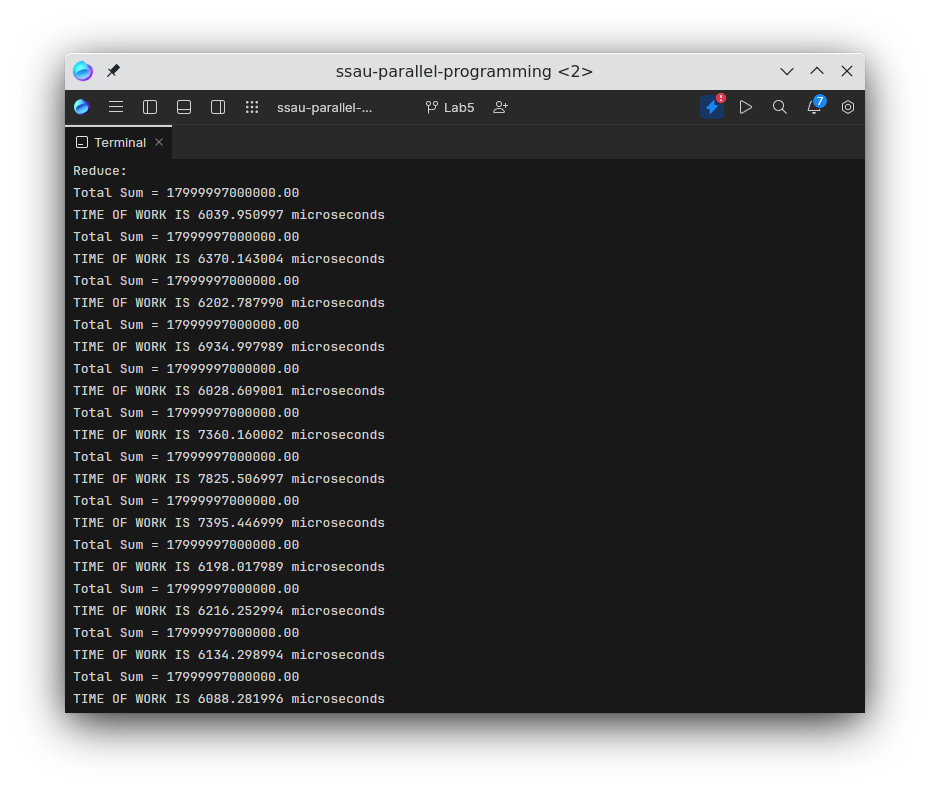 ssau-parallel-programming <2>
ssau-parallel-... Lab5 ! 7
Terminal
Reduce:
Total Sum = 17999997000000.00
TIME OF WORK IS 6039.950997 microseconds
Total Sum = 17999997000000.00
TIME OF WORK IS 6370.143004 microseconds
Total Sum = 17999997000000.00
TIME OF WORK IS 6202.787990 microseconds
Total Sum = 17999997000000.00
TIME OF WORK IS 6934.997989 microseconds
Total Sum = 17999997000000.00
TIME OF WORK IS 6028.609001 microseconds
Total Sum = 17999997000000.00
TIME OF WORK IS 7360.160002 microseconds
Total Sum = 17999997000000.00
TIME OF WORK IS 7825.506997 microseconds
Total Sum = 17999997000000.00
TIME OF WORK IS 7395.446999 microseconds
Total Sum = 17999997000000.00
TIME OF WORK IS 6198.017989 microseconds
Total Sum = 17999997000000.00
TIME OF WORK IS 6216.252994 microseconds
Total Sum = 17999997000000.00
TIME OF WORK IS 6134.298994 microseconds
Total Sum = 17999997000000.00
TIME OF WORK IS 6088.281996 microseconds